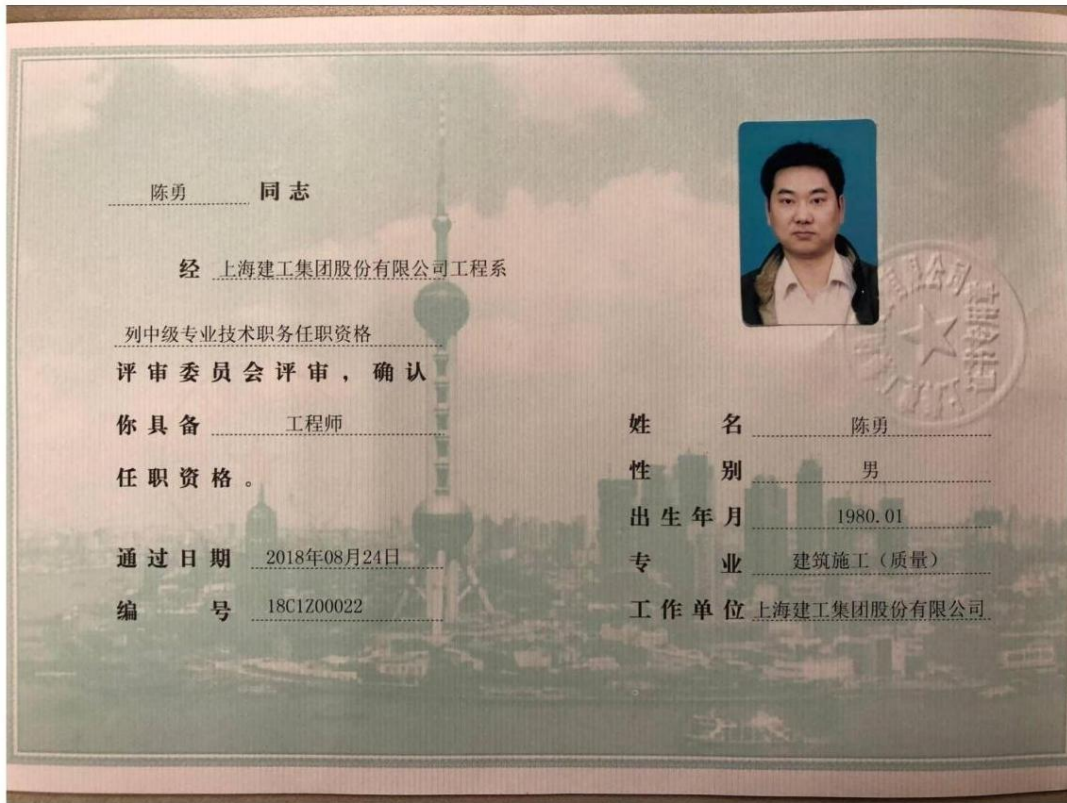 陈勇 同志
经 上海建工集团股份有限公司工程系
列中级专业技术职务任职资格
评审委员会评审，确认
你具备 工程师
任职资格。
通过日期 2018年08月24日
编号 18C1Z00022
姓名 陈勇
性别 男
出生年月 1980.01
专业 建筑施工（质量）
工作单位 上海建工集团股份有限公司